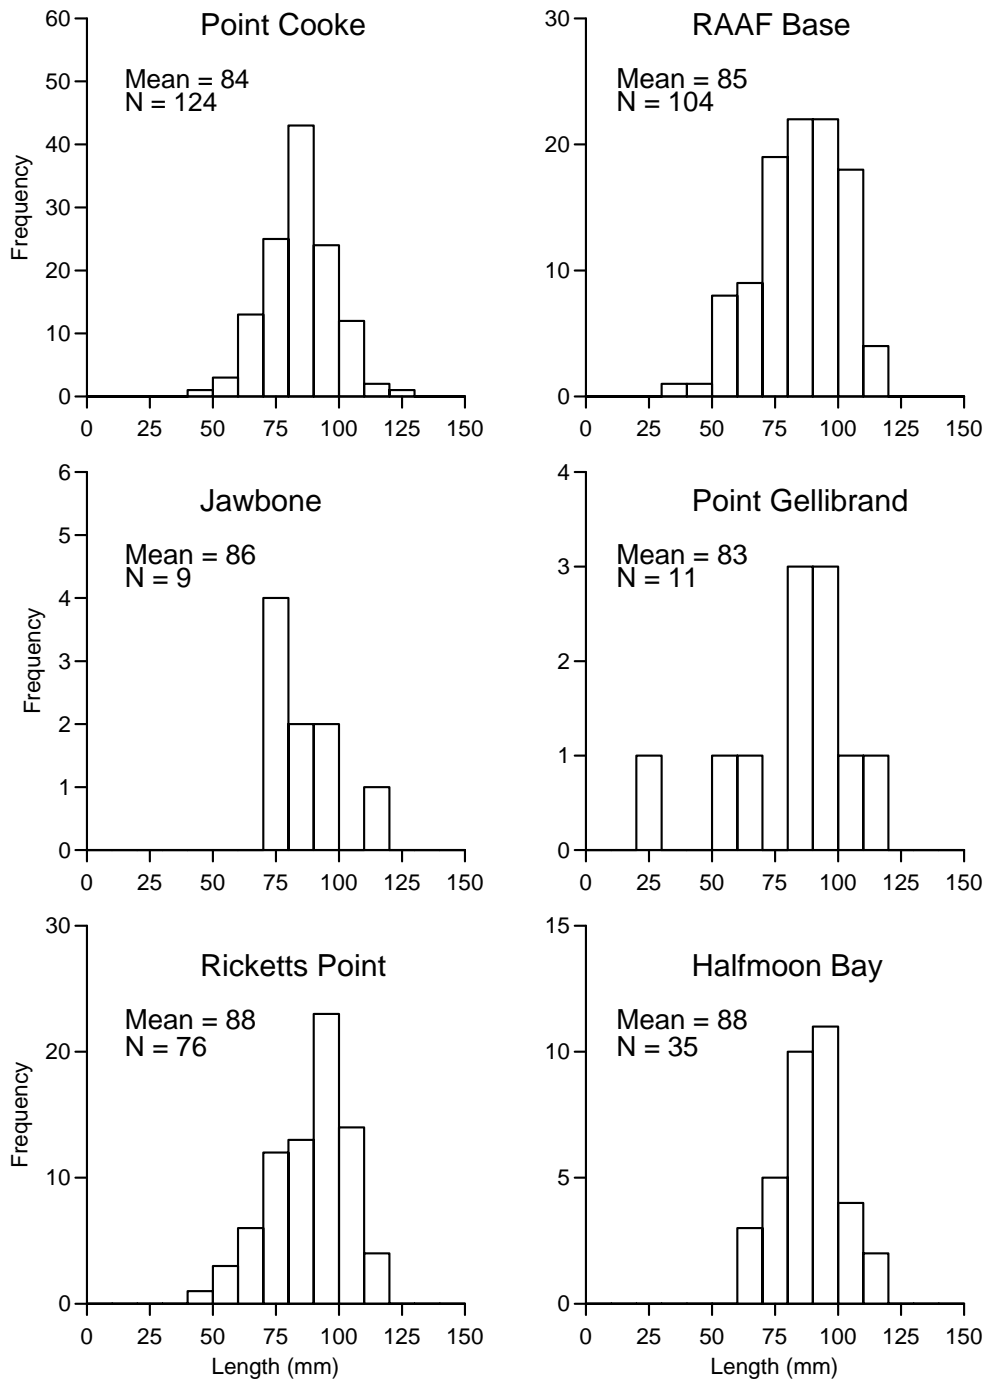 Point Cooke
Mean = 84
N = 124
Frequency
60
50
40
30
20
10
0
0 25 50 75 100 125 150
RAAF Base
Mean = 85
N = 104
30
20
10
0
0 25 50 75 100 125 150
Jawbone
Mean = 86
N = 9
Frequency
6
5
4
3
2
1
0
0 25 50 75 100 125 150
Point Gellibrand
Mean = 83
N = 11
4
3
2
1
0
0 25 50 75 100 125 150
Ricketts Point
Mean = 88
N = 76
Frequency
30
20
10
0
0 25 50 75 100 125 150
Length (mm)
Halfmoon Bay
Mean = 88
N = 35
15
10
5
0
0 25 50 75 100 125 150
Length (mm)